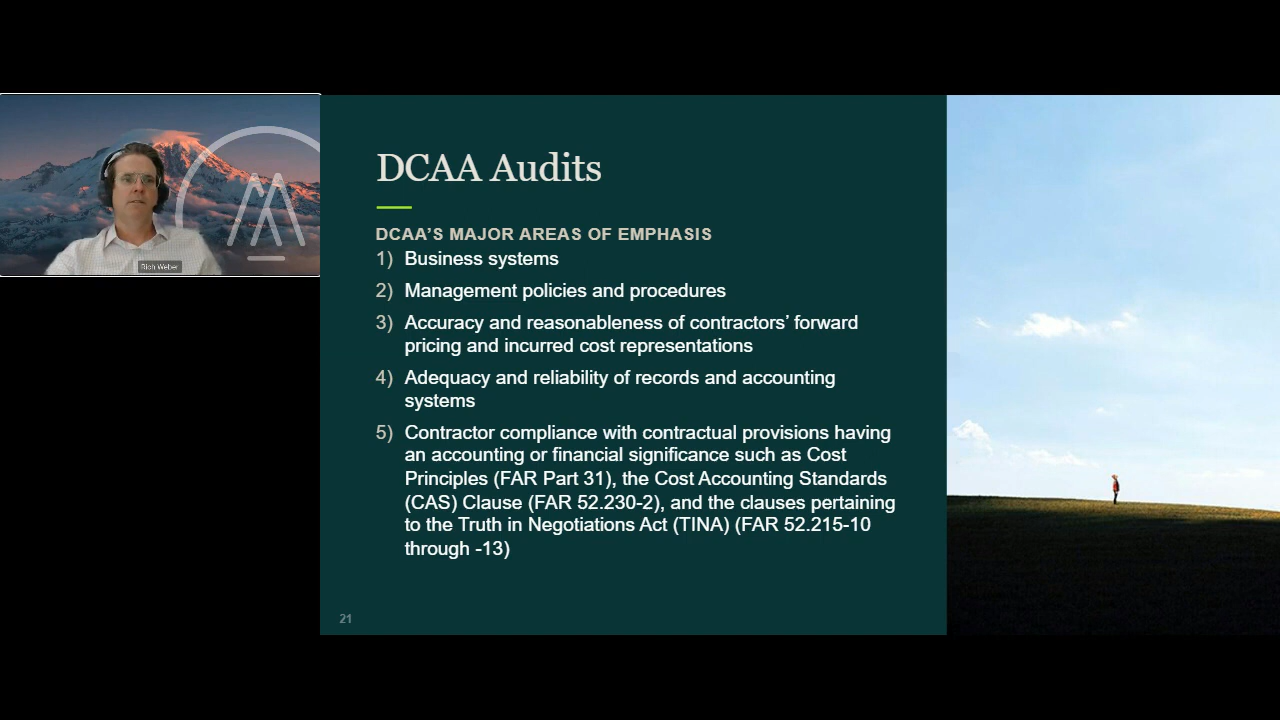 Rich Weber
DCAA Audits
DCAA'S MAJOR AREAS OF EMPHASIS
1) Business systems
2) Management policies and procedures
3) Accuracy and reasonableness of contractors' forward
pricing and incurred cost representations
4) Adequacy and reliability of records and accounting
systems
5) Contractor compliance with contractual provisions having
an accounting or financial significance such as Cost
Principles (FAR Part 31), the Cost Accounting Standards
(CAS) Clause (FAR 52.230-2), and the clauses pertaining
to the Truth in Negotiations Act (TINA) (FAR 52.215-10
through -13)
21